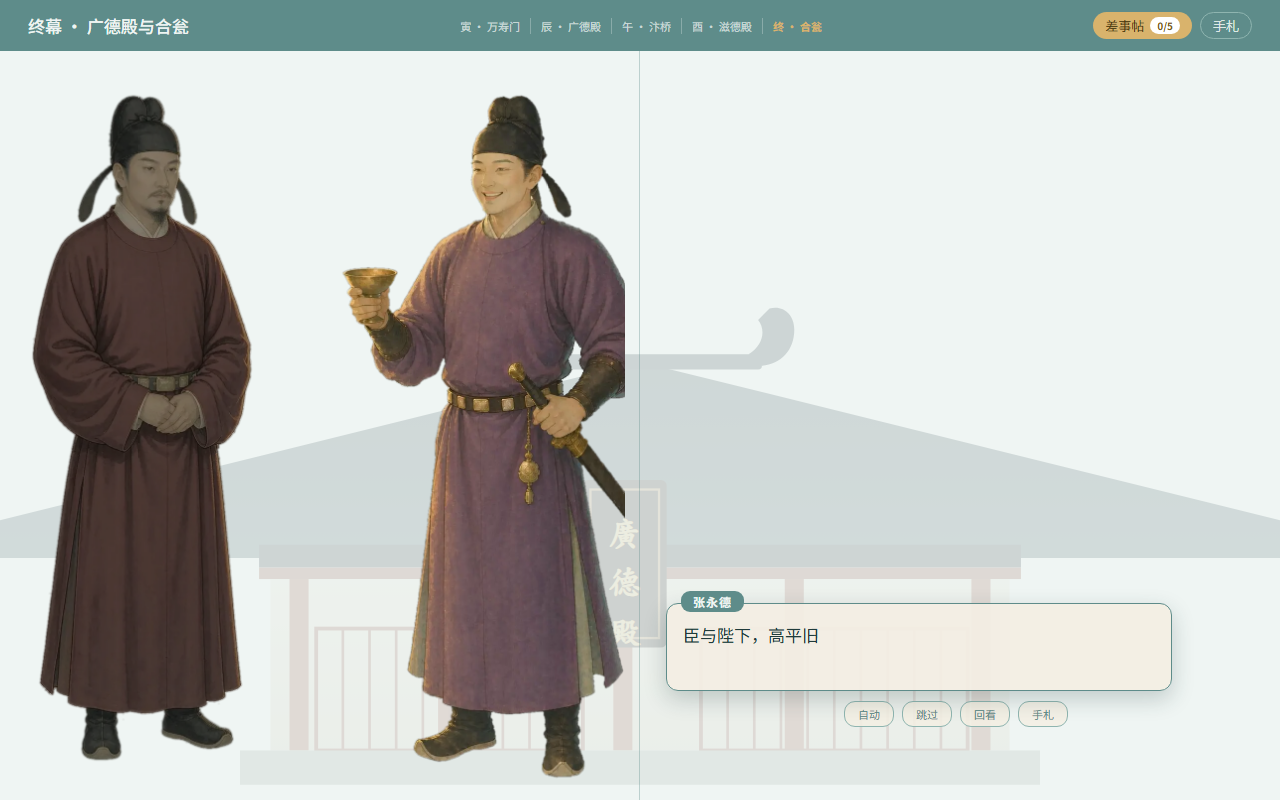 终幕 · 广德殿与合瓮
寅 · 万寿门
辰 · 广德殿
午 · 汴桥
酉 · 滋德殿
终 · 合瓮
差事帖 0/5
手札
廣德殿
张永德
臣与陛下，高平旧
自动
跳过
回看
手札